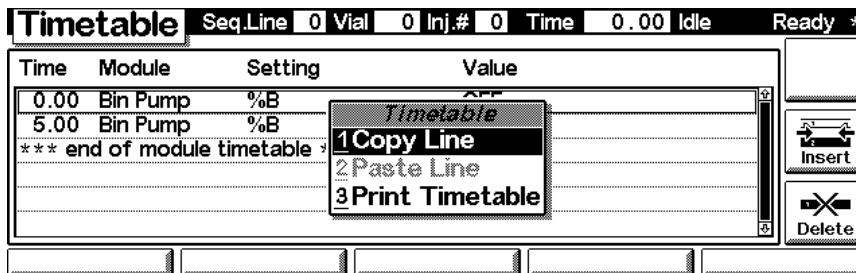 Timetable Seq.Line 0 Vial 0 Inj.# 0 Time 0.00 Idle Ready *
Time Module Setting Value
0.00 Bin Pump %B
5.00 Bin Pump %B
*** end of module timetable *
Timetable
1 Copy Line
2 Paste Line
3 Print Timetable
Insert
Delete